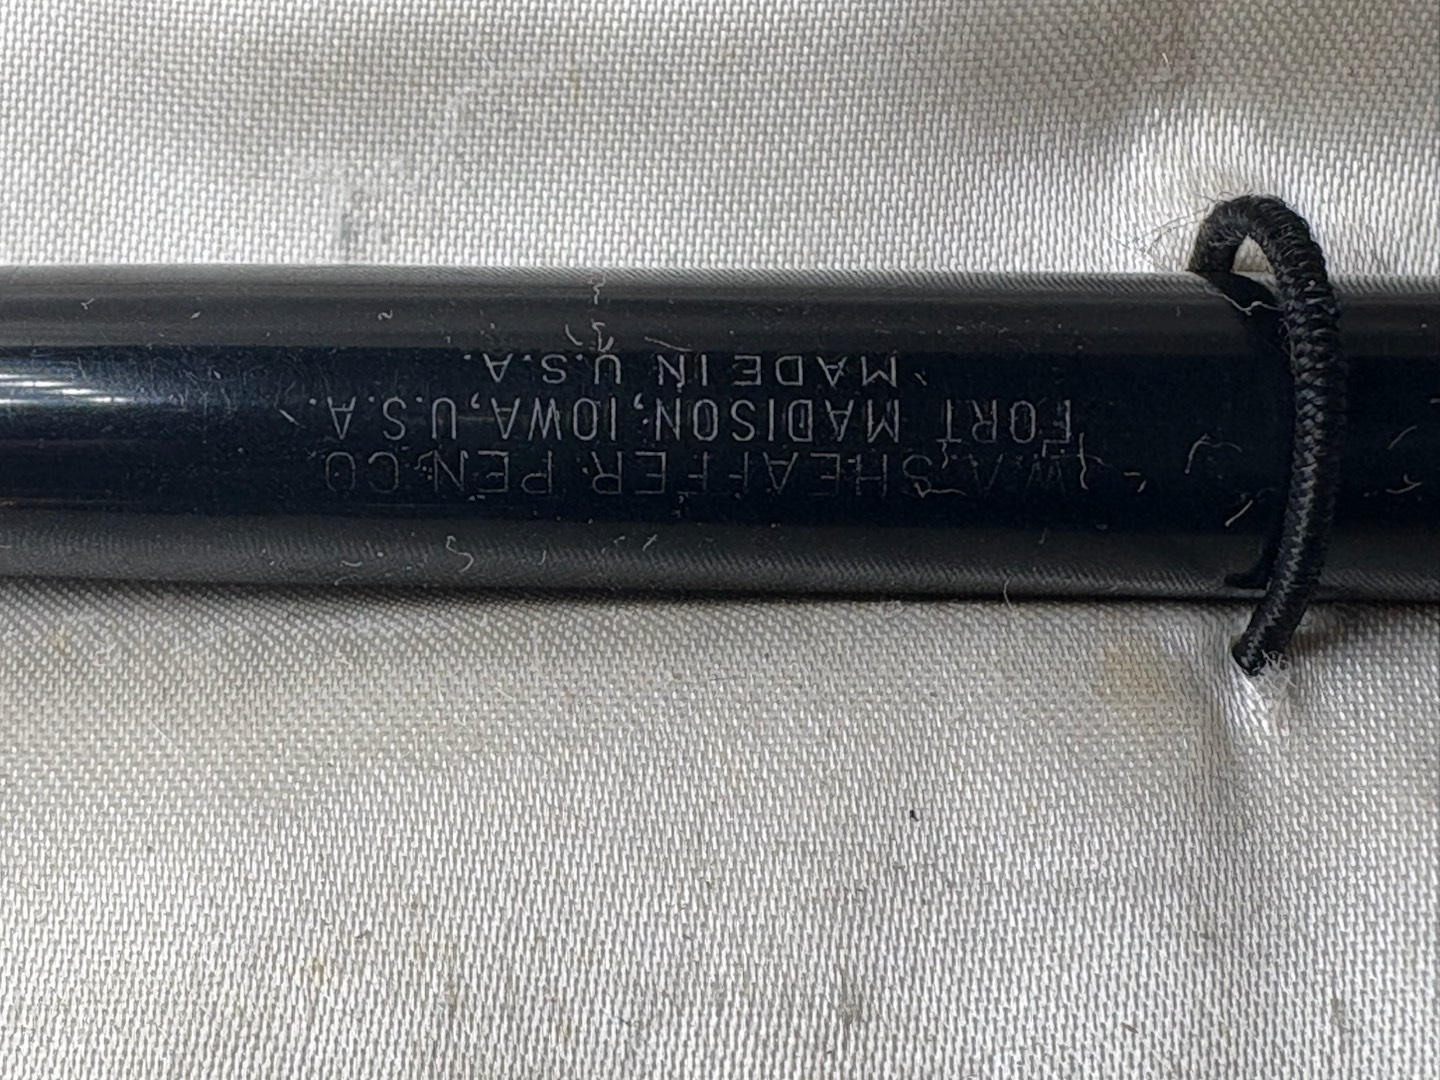 W.A. SHEAFFER PEN CO.
FORT MADISON, IOWA, U.S.A.
MADE IN U.S.A.